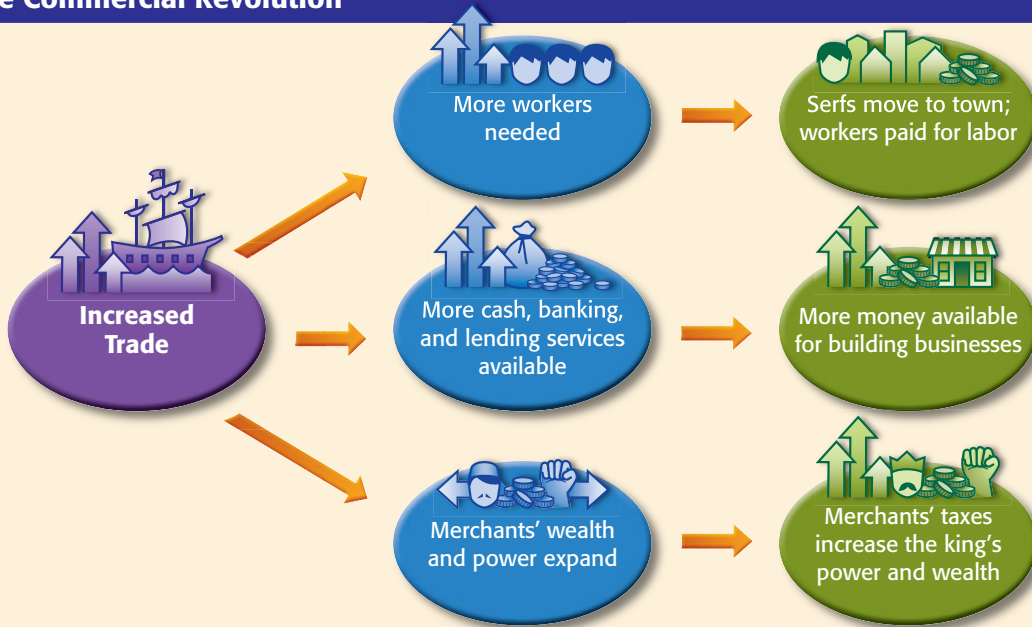 e Commercial Revolution
More workers
needed
Serfs move to town;
workers paid for labor
Increased
Trade
More cash, banking,
and lending services
available
More money available
for building businesses
Merchants’ wealth
and power expand
Merchants’ taxes
increase the king’s
power and wealth